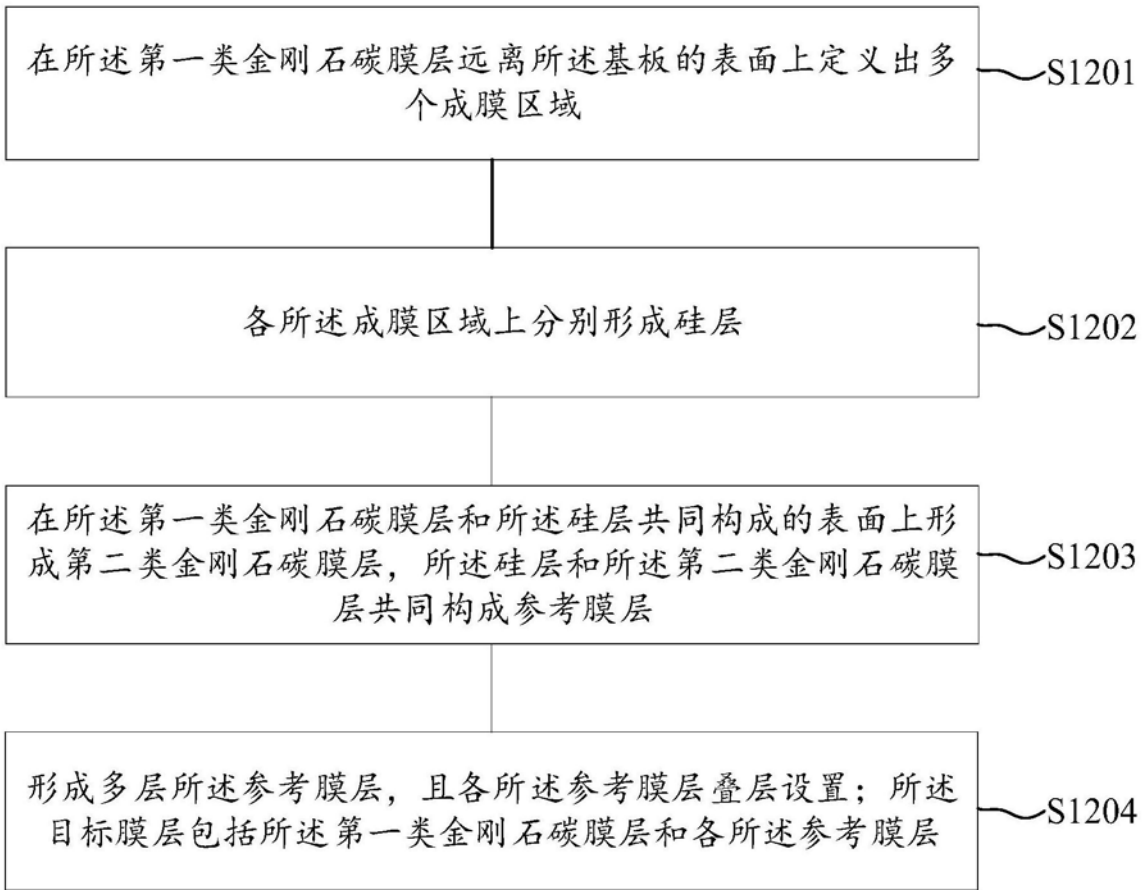 在所述第一类金刚石碳膜层远离所述基板的表面上定义出多
个成膜区域
S1201
各所述成膜区域上分别形成硅层
S1202
在所述第一类金刚石碳膜层和所述硅层共同构成的表面上形
成第二类金刚石碳膜层，所述硅层和所述第二类金刚石碳膜
层共同构成参考膜层
S1203
形成多层所述参考膜层，且各所述参考膜层叠层设置；所述
目标膜层包括所述第一类金刚石碳膜层和各所述参考膜层
S1204